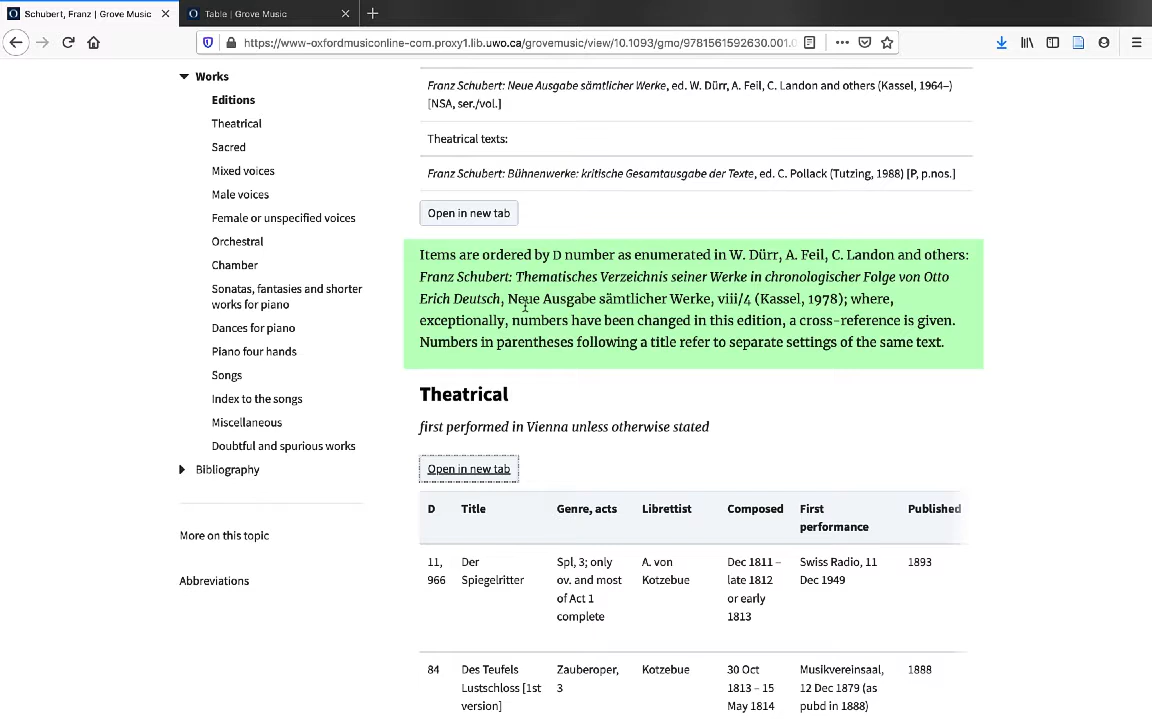 Schubert, Franz | Grove Music
Table | Grove Music
https://www-oxfordmusiconline-com.proxy1.lib.uwo.ca/grovemusic/view/10.1093/gmo/9781561592630.001.0
Works
Editions
Theatrical
Sacred
Mixed voices
Male voices
Female or unspecified voices
Orchestral
Chamber
Sonatas, fantasies and shorter
works for piano
Dances for piano
Piano four hands
Songs
Index to the songs
Miscellaneous
Doubtful and spurious works
Bibliography
More on this topic
Abbreviations
Franz Schubert: Neue Ausgabe sämtlicher Werke, ed. W. Dürr, A. Feil, C. Landon and others (Kassel, 1964–)
[NSA, ser./vol.]
Theatrical texts:
Franz Schubert: Bühnenwerke: kritische Gesamtausgabe der Texte, ed. C. Pollack (Tutzing, 1988) [P, p.nos.]
Open in new tab
Items are ordered by D number as enumerated in W. Dürr, A. Feil, C. Landon and others:
Franz Schubert: Thematisches Verzeichnis seiner Werke in chronologischer Folge von Otto
Erich Deutsch, Neue Ausgabe sämtlicher Werke, viii/4 (Kassel, 1978); where,
exceptionally, numbers have been changed in this edition, a cross-reference is given.
Numbers in parentheses following a title refer to separate settings of the same text.
Theatrical
first performed in Vienna unless otherwise stated
Open in new tab
D Title Genre, acts Librettist Composed First Published
performance
11, Der Spl, 3; only A. von Dec 1811 – Swiss Radio, 11 1893
966 Spiegelritter ov. and most Kotzebue late 1812 Dec 1949
of Act 1 or early
complete 1813
84 Des Teufels Zauberoper, Kotzebue 30 Oct Musikvereinsaal, 1888
Lustschloss [1st 3 1813 – 15 12 Dec 1879 (as
version] May 1814 pubd in 1888)